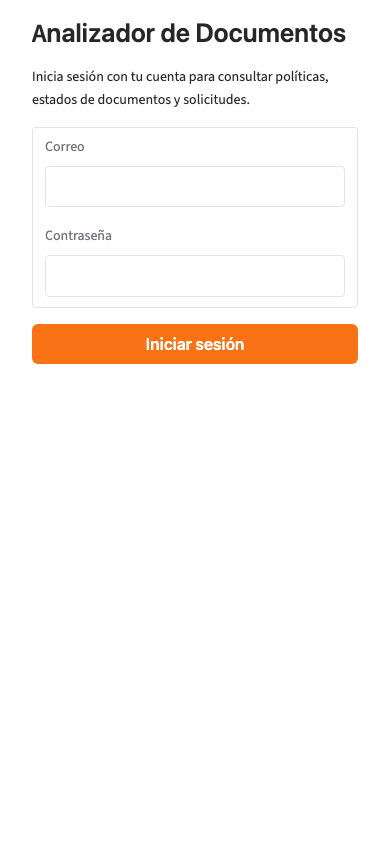 Analizador de Documentos
Inicia sesión con tu cuenta para consultar políticas,
estados de documentos y solicitudes.
Correo
Contraseña
Iniciar sesión